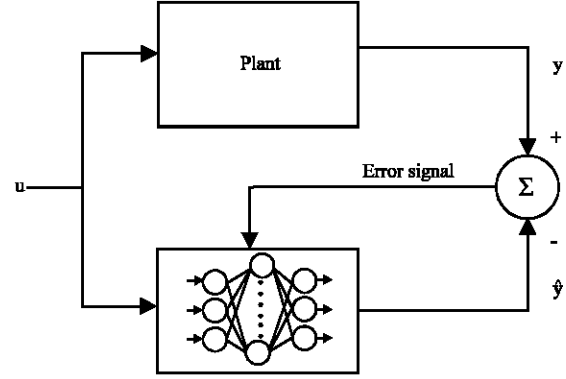 Plant
y
+
Error signal
u
Σ
-
ŷ